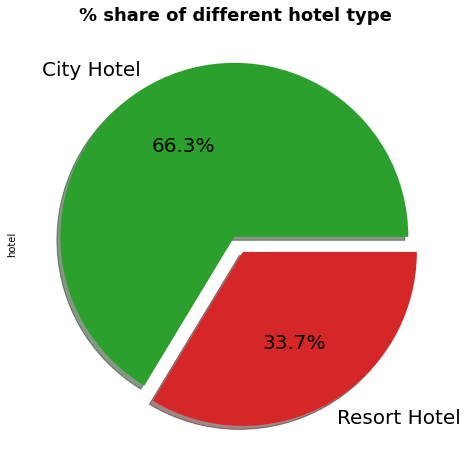 % share of different hotel type
City Hotel
66.3%
hotel
33.7%
Resort Hotel